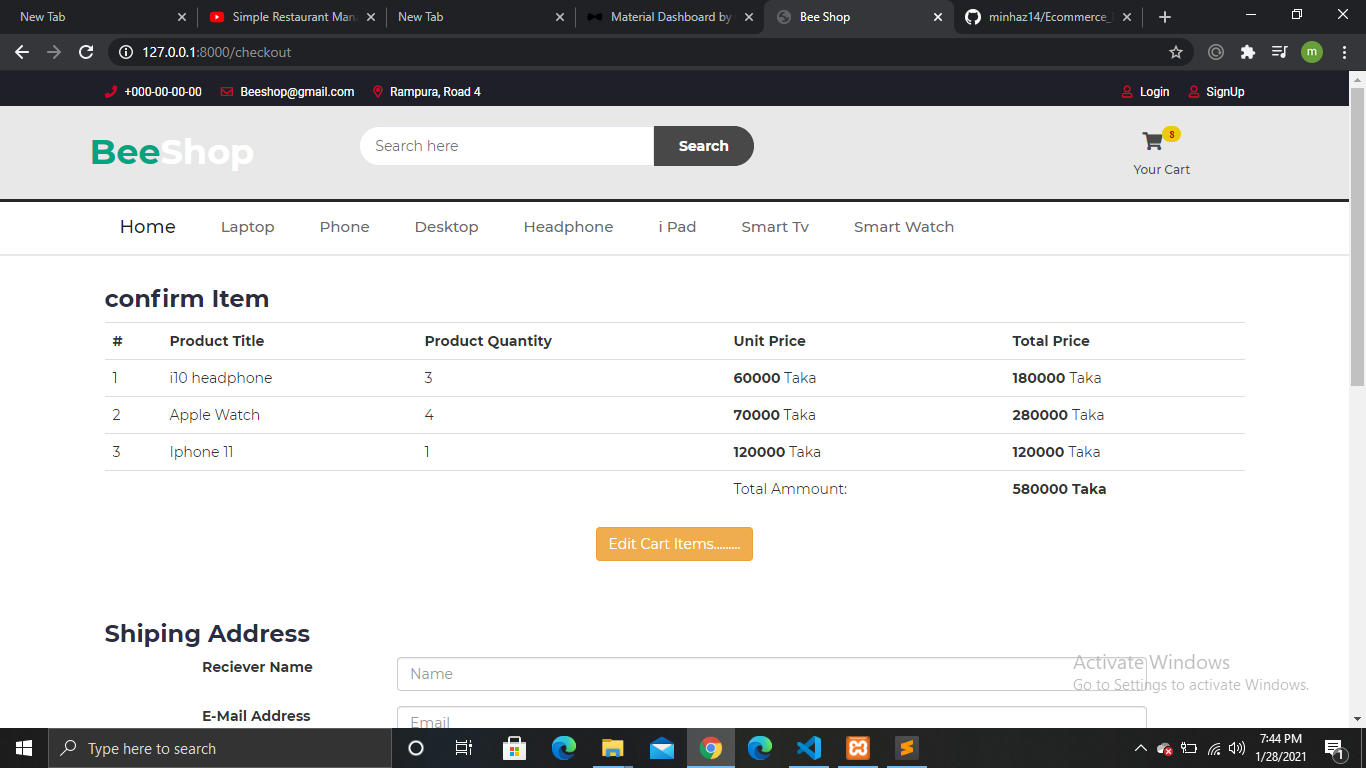 New Tab
Simple Restaurant Man
New Tab
Material Dashboard by
Bee Shop
minhaz14/Ecommerce_
127.0.0.1:8000/checkout
m
+000-00-00-00 Beeshop@gmail.com Rampura, Road 4 Login SignUp
BeeShop
Search here Search
8
Your Cart
Home Laptop Phone Desktop Headphone i Pad Smart Tv Smart Watch
confirm Item
# Product Title Product Quantity Unit Price Total Price
1 i10 headphone 3 60000 Taka 180000 Taka
2 Apple Watch 4 70000 Taka 280000 Taka
3 Iphone 11 1 120000 Taka 120000 Taka
Total Ammount: 580000 Taka
Edit Cart Items.........
Shiping Address
Reciever Name Name
E-Mail Address Email
Activate Windows
Go to Settings to activate Windows.
Type here to search
7:44 PM
1/28/2021
1